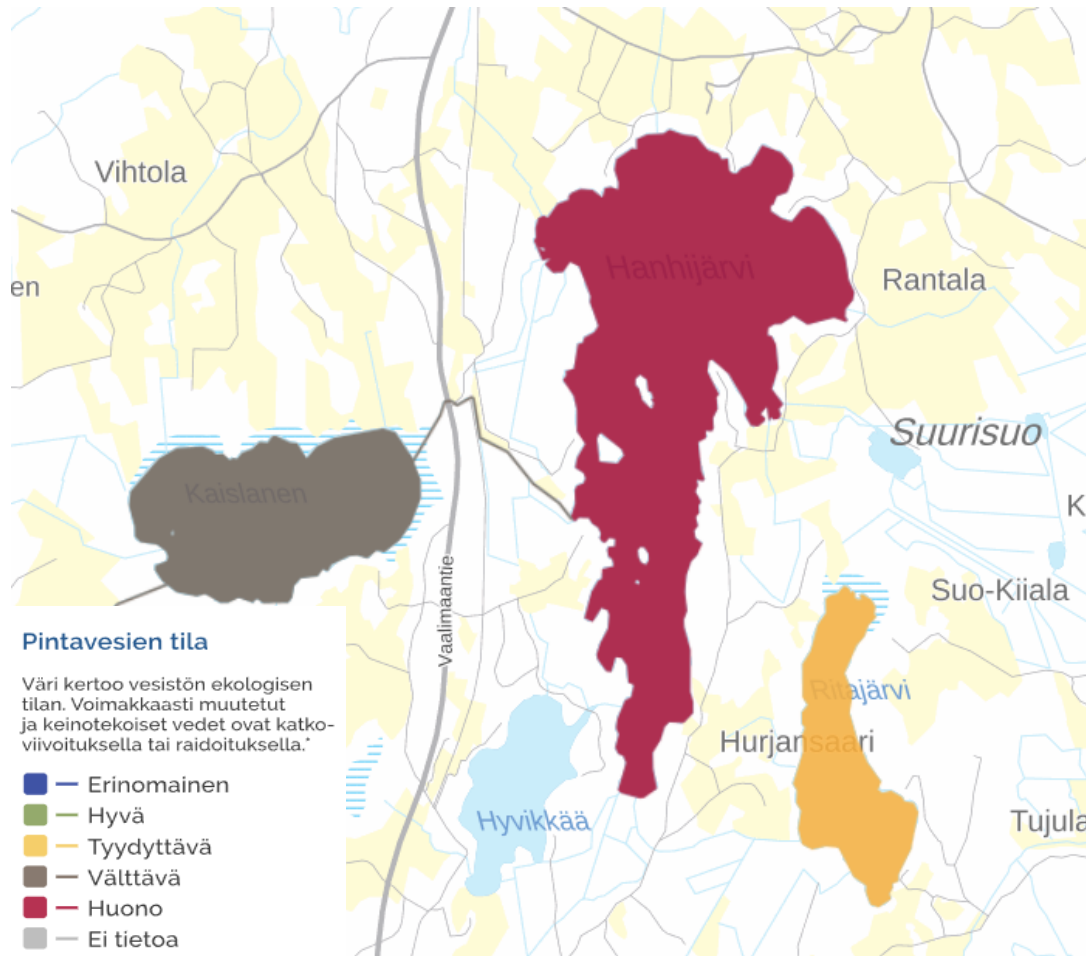 Vihtola
Hanhijärvi
Rantala
en
Suurisuo
Kaislanen
K
Suo-Kiiala
Vaalimaantie
Ritajärvi
Hurjansaari
Hyvikkää
Tujula
Pintavesien tila
Väri kertoo vesistön ekologisen
tilan. Voimakkaasti muutetut
ja keinotekoiset vedet ovat katko-
viivoituksella tai raidoituksella.*
Erinomainen
Hyvä
Tyydyttävä
Välttävä
Huono
Ei tietoa